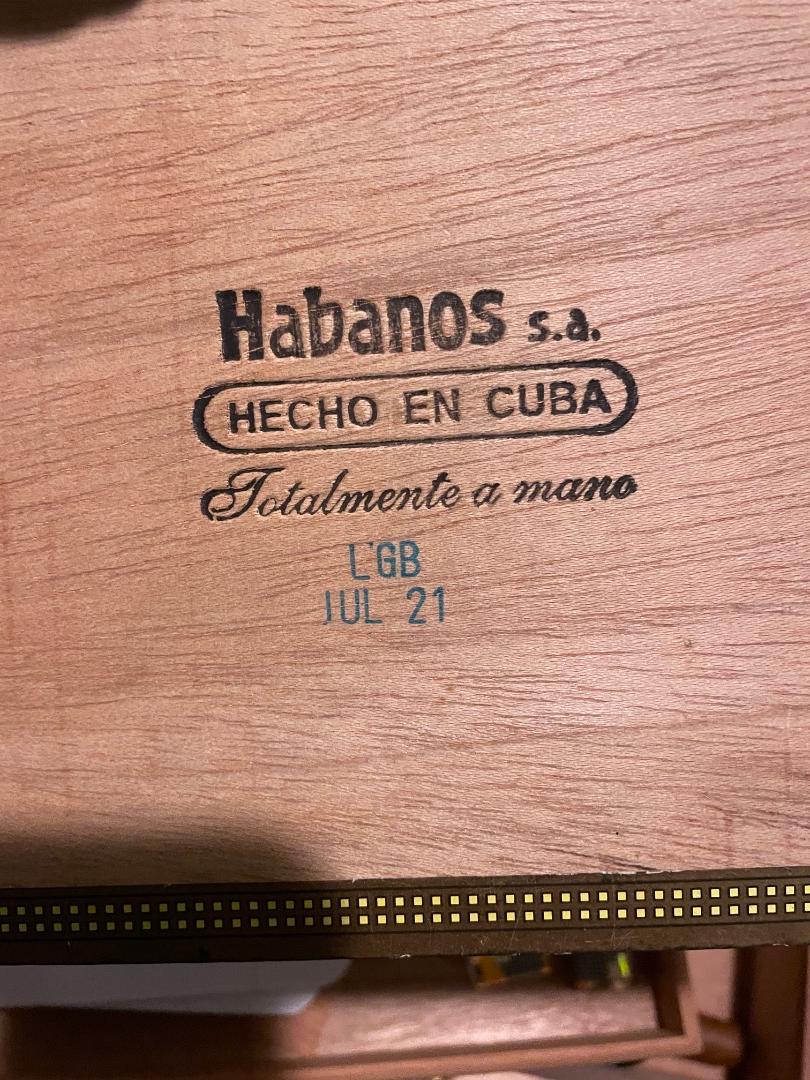 Habanos s.a.
HECHO EN CUBA
Totalmente a mano
LGB
JUL 21